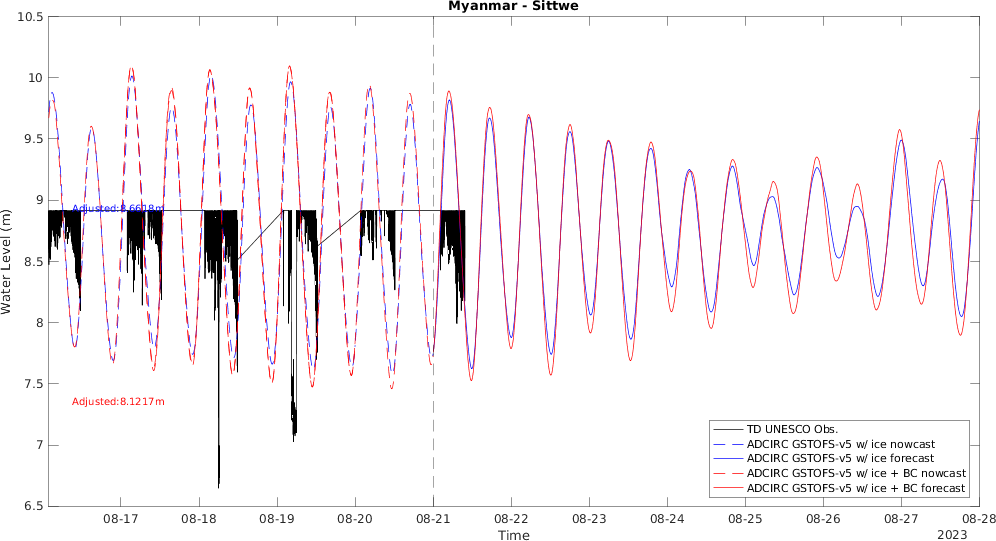 Myanmar - Sittwe
10.5
10
9.5
9
8.5
8
7.5
7
6.5
Water Level (m)
Adjusted:8.6618m
Adjusted:8.1217m
TD UNESCO Obs.
ADCIRC GSTOFS-v5 w/ ice nowcast
ADCIRC GSTOFS-v5 w/ ice forecast
ADCIRC GSTOFS-v5 w/ ice + BC nowcast
ADCIRC GSTOFS-v5 w/ ice + BC forecast
08-17 08-18 08-19 08-20 08-21 08-22 08-23 08-24 08-25 08-26 08-27 08-28
Time
2023